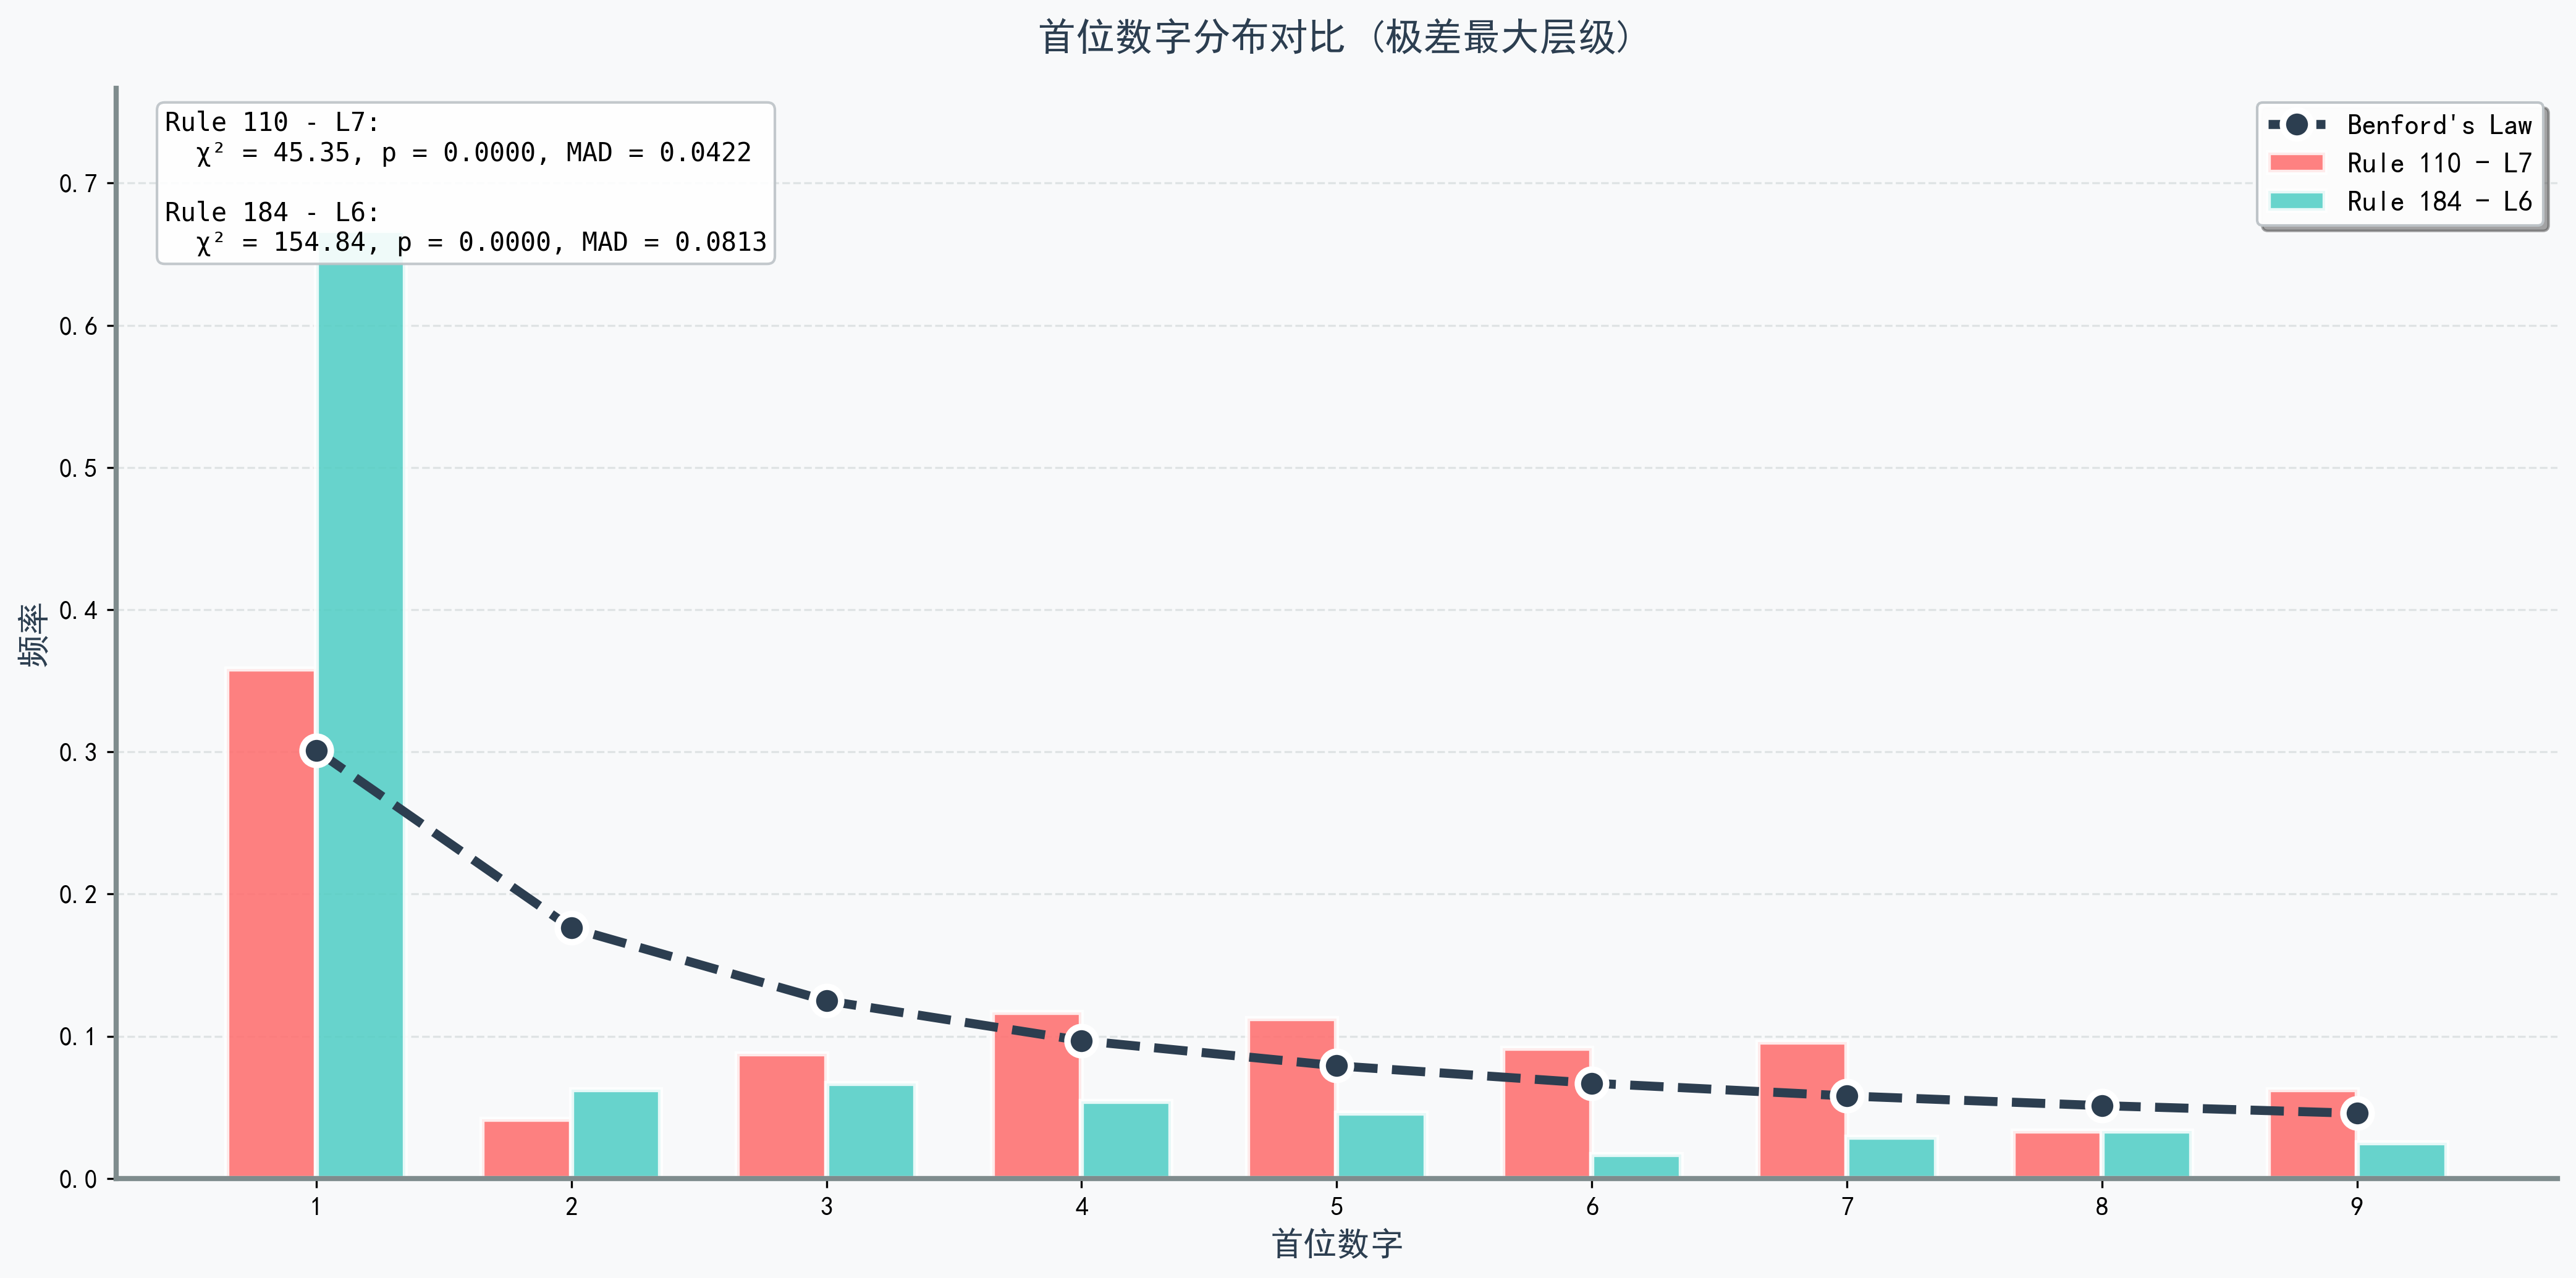 首位数字分布对比 (极差最大层级)
Rule 110 - L7:
χ² = 45.35, p = 0.0000, MAD = 0.0422
Rule 184 - L6:
χ² = 154.84, p = 0.0000, MAD = 0.0813
Benford's Law
Rule 110 - L7
Rule 184 - L6
频率
0.7
0.6
0.5
0.4
0.3
0.2
0.1
0.0
1 2 3 4 5 6 7 8 9
首位数字